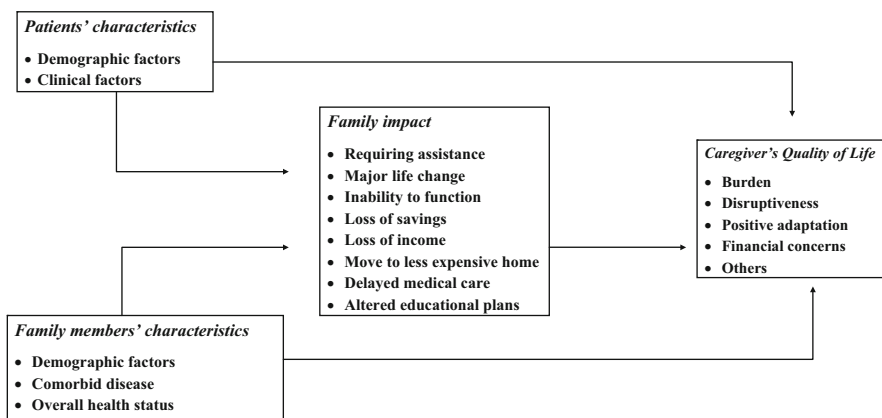 Patients’ characteristics
• Demographic factors
• Clinical factors
Family impact
• Requiring assistance
• Major life change
• Inability to function
• Loss of savings
• Loss of income
• Move to less expensive home
• Delayed medical care
• Altered educational plans
Caregiver’s Quality of Life
• Burden
• Disruptiveness
• Positive adaptation
• Financial concerns
• Others
Family members’ characteristics
• Demographic factors
• Comorbid disease
• Overall health status